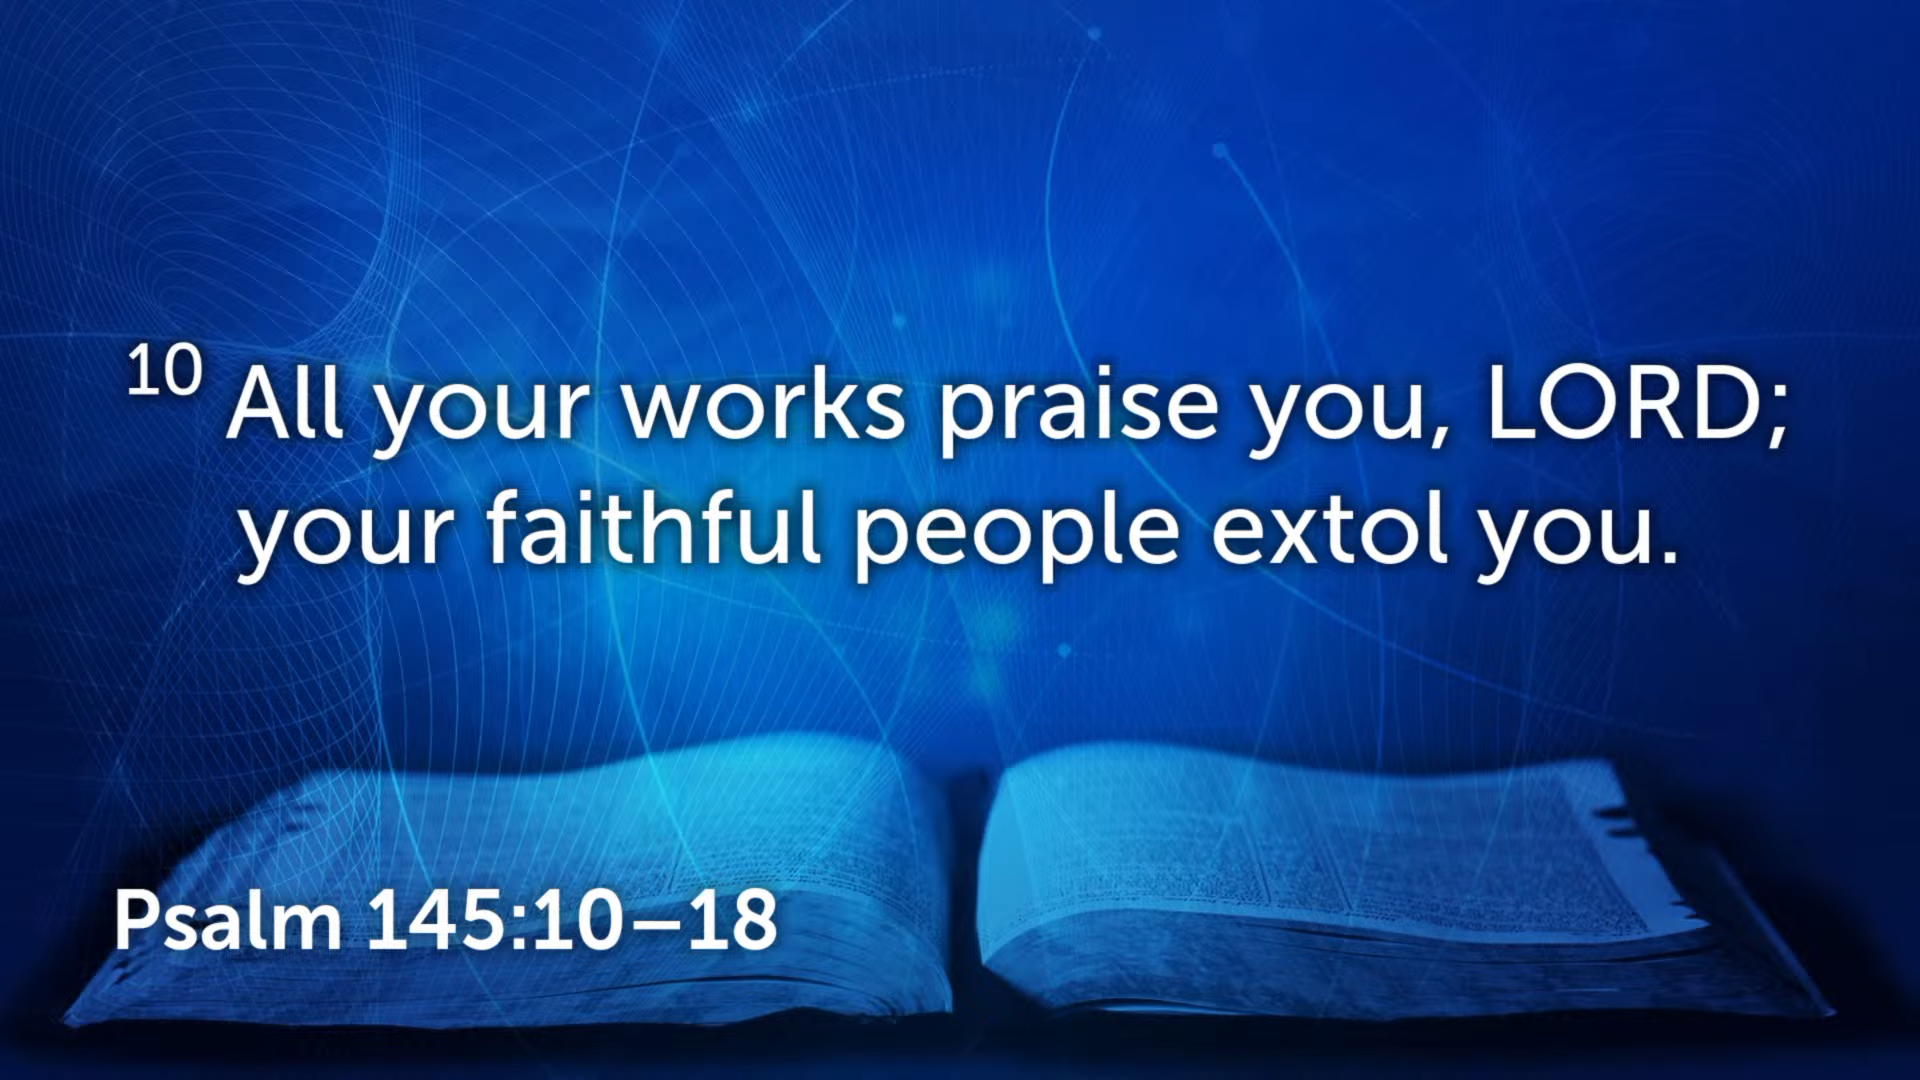 10 All your works praise you, LORD;
your faithful people extol you.
Psalm 145:10–18